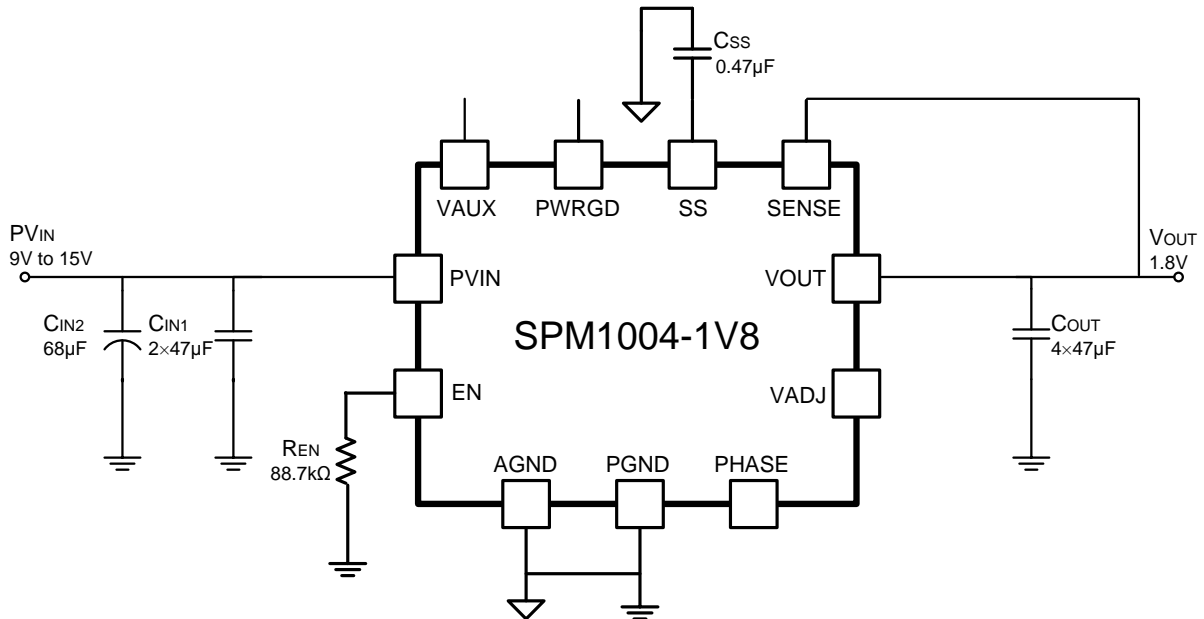 CSS
0.47µF
VAUX
PWRGD
SS
SENSE
PVIN
9V to 15V
PVIN
VOUT
VOUT
1.8V
CIN2
68µF
CIN1
2×47µF
SPM1004-1V8
COUT
4×47µF
EN
VADJ
REN
88.7kΩ
AGND
PGND
PHASE